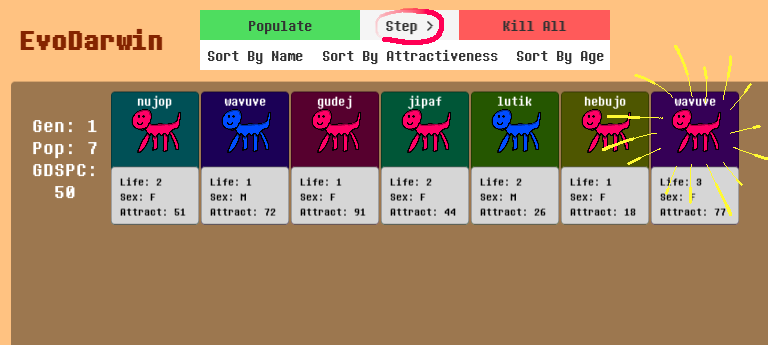 EvoDarwin
Populate Step > Kill All
Sort By Name Sort By Attractiveness Sort By Age
Gen: 1
Pop: 7
GDSPC:
50
nujop
Life: 2
Sex: F
Attract: 51
wavuve
Life: 1
Sex: M
Attract: 72
gudej
Life: 1
Sex: F
Attract: 91
jipaf
Life: 2
Sex: F
Attract: 44
lutik
Life: 2
Sex: M
Attract: 26
hebujo
Life: 1
Sex: F
Attract: 18
wavuve
Life: 3
Sex: F
Attract: 77